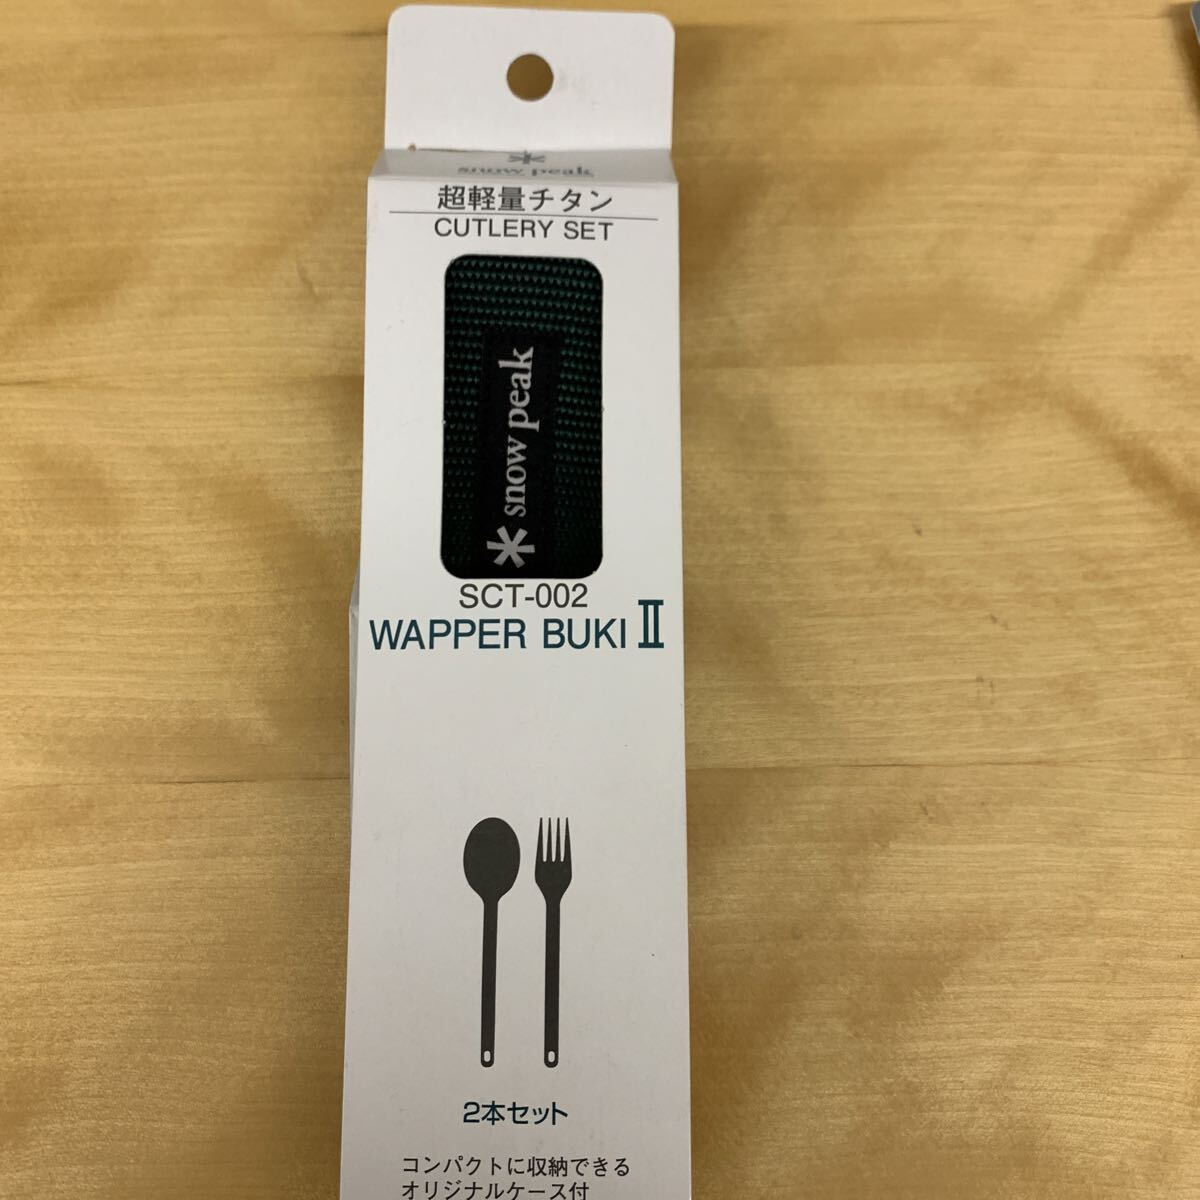 snow peak
超軽量チタン
CUTLERY SET
snow peak
SCT-002
WAPPER BUKI Ⅱ
2本セット
コンパクトに収納できる
オリジナルケース付